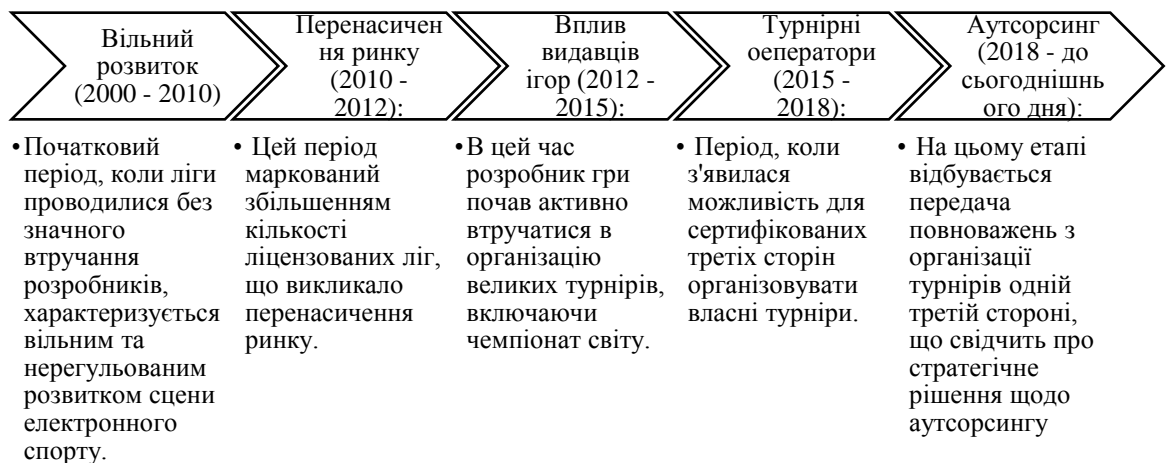 Вільний
розвиток
(2000 - 2010)
Перенасичен
ня ринку
(2010 -
2012):
Вплив
видавців
ігор (2012 -
2015):
Турнірні
оеператори
(2015 -
2018):
Аутсорсинг
(2018 - до
сьогоднішнь
ого дня):
•Початковий
період, коли ліги
проводилися без
значного
втручання
розробників,
характеризується
вільним та
нерегульованим
розвитком сцени
електронного
спорту.
• Цей період
маркований
збільшенням
кількості
ліцензованих ліг,
що викликало
перенасичення
ринку.
•В цей час
розробник гри
почав активно
втручатися в
організацію
великих турнірів,
включаючи
чемпіонат світу.
• Період, коли
з'явилася
можливість для
сертифікованих
третіх сторін
організовувати
власні турніри.
• На цьому етапі
відбувається
передача
повноважень з
організації
турнірів одній
третій стороні,
що свідчить про
стратегічне
рішення щодо
аутсорсингу